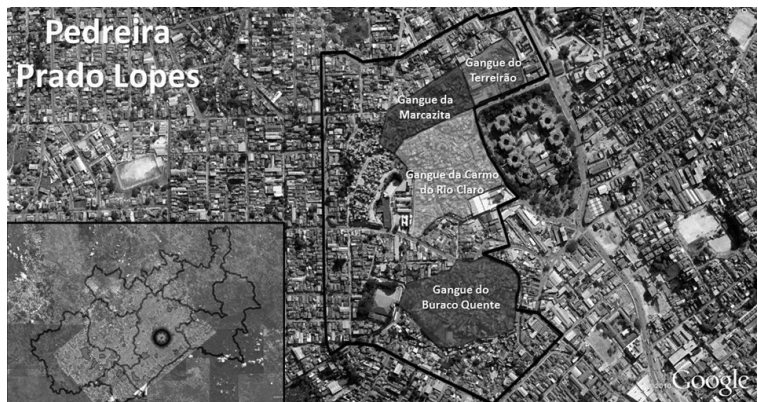 Pedreira
Prado Lopes
Gangue do
Terreirão
Gangue da
Marcazita
Gangue da Carmo
do Rio Claro
Gangue do
Buraco Quente
©2010 Google